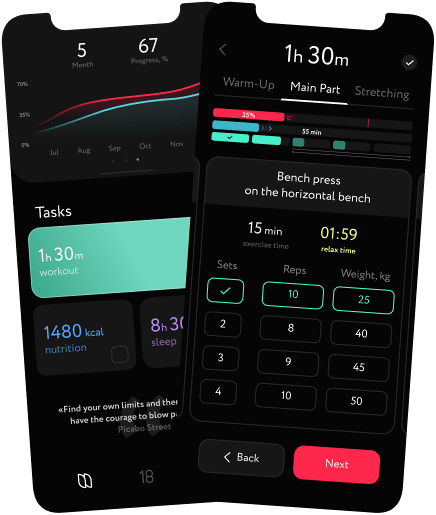 5
Month
67
Progress, %
70%
35%
0%
Jul Aug Sep Oct Nov
Tasks
1h 30m
workout
1480 kcal
nutrition
8h 30
sleep
«Find your own limits and then
have the courage to blow p
Picabo Street
18
1h 30m
Warm-Up Main Part Stretching
35%
55 min
Bench press
on the horizontal bench
15 min
exercise time
01:59
relax time
Sets Reps Weight, kg
10 25
2 8 40
3 9 45
4 10 50
Back
Next